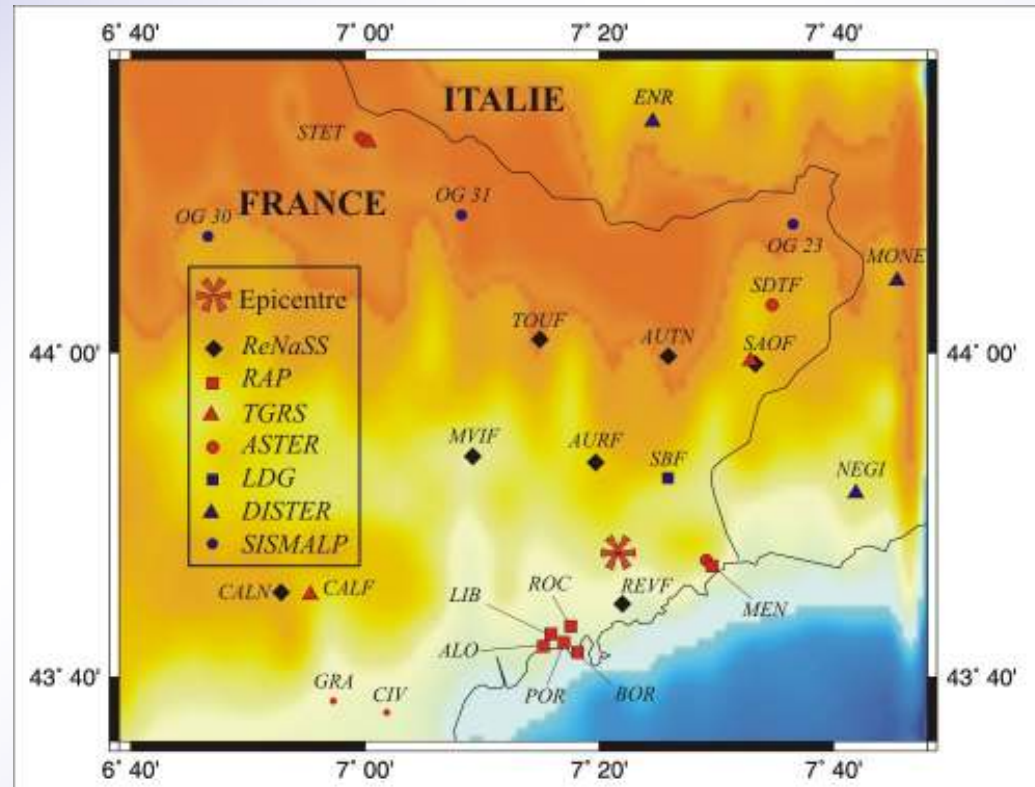 6° 40' 7° 00' 7° 20' 7° 40'
ITALIE
ENR
STET
FRANCE
OG 31
OG 30
OG 23
MONE
Epicentre
SDTF
TOUF
AUTN
SAOF
44° 00' 44° 00'
ReNaSS
RAP
TGRS
ASTER
LDG
DISTER
SISMALP
MVIF
AURF
SBF
NEGI
CALN
CALF
LIB
ROC
REVF
MEN
ALO
POR
BOR
43° 40' 43° 40'
GRA
CIV
6° 40' 7° 00' 7° 20' 7° 40'